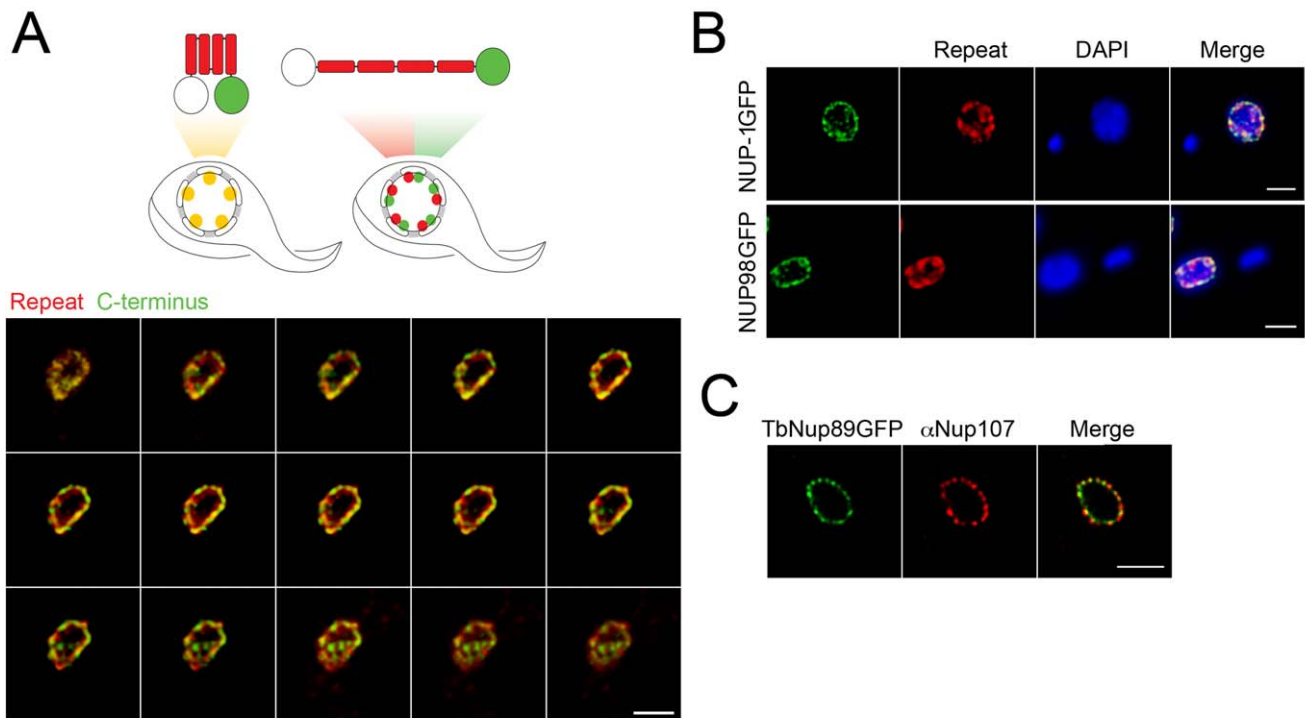 A
Repeat C-terminus
B
Repeat DAPI Merge
NUP-1GFP
NUP98GFP
C
TbNup89GFP αNup107 Merge